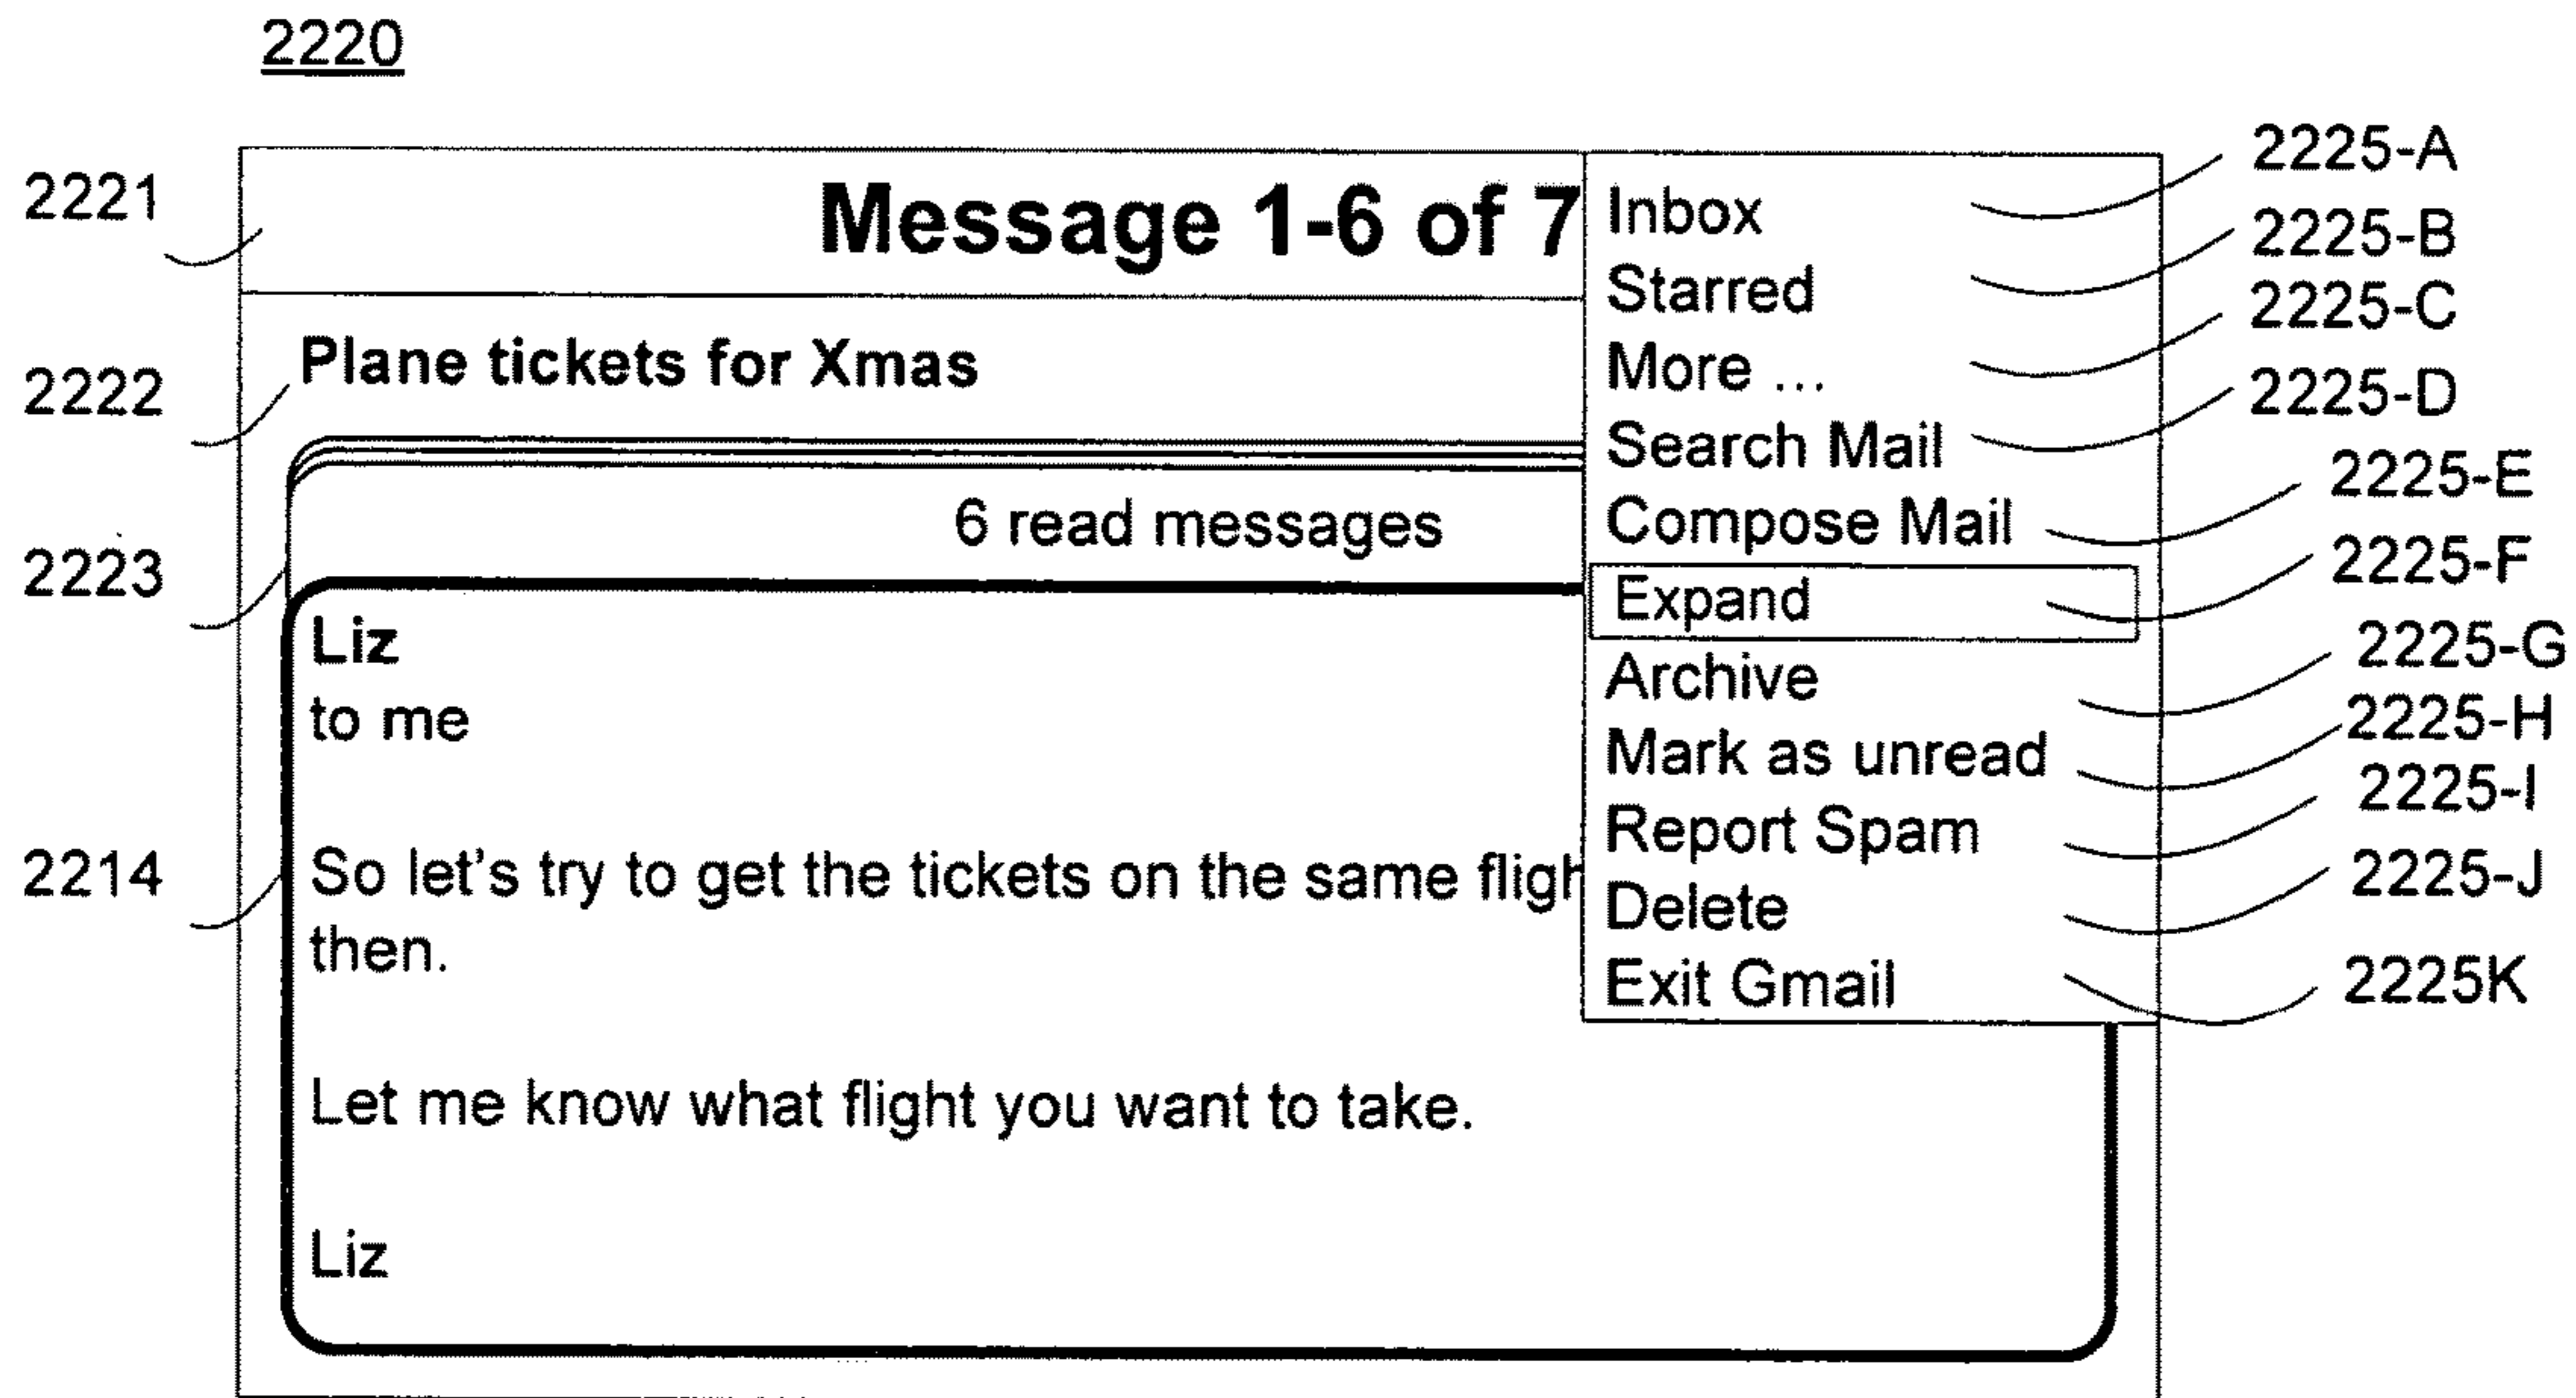 2220
2221
Message 1-6 of 7
2222
Plane tickets for Xmas
2223
6 read messages
Liz
to me
2214
So let's try to get the tickets on the same fligh
then.
Let me know what flight you want to take.
Liz
Inbox
Starred
More ...
Search Mail
Compose Mail
Expand
Archive
Mark as unread
Report Spam
Delete
Exit Gmail
2225-A
2225-B
2225-C
2225-D
2225-E
2225-F
2225-G
2225-H
2225-I
2225-J
2225K